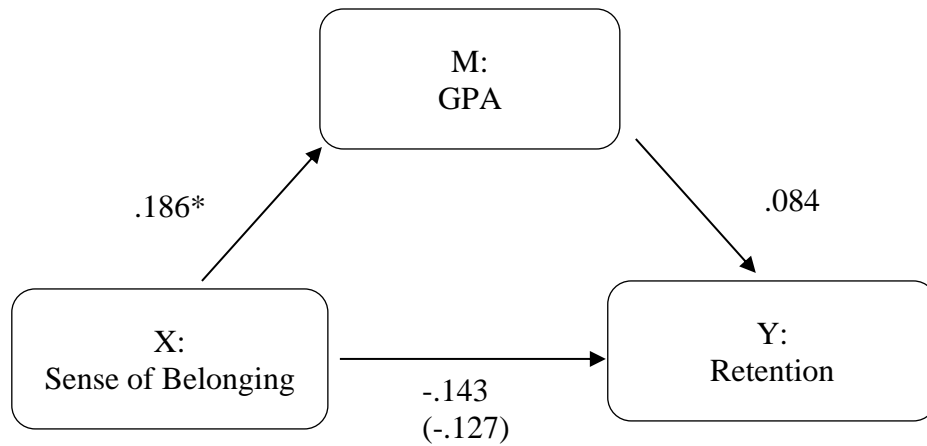 M:
GPA
.186*
.084
X:
Sense of Belonging
Y:
Retention
-.143
(-.127)